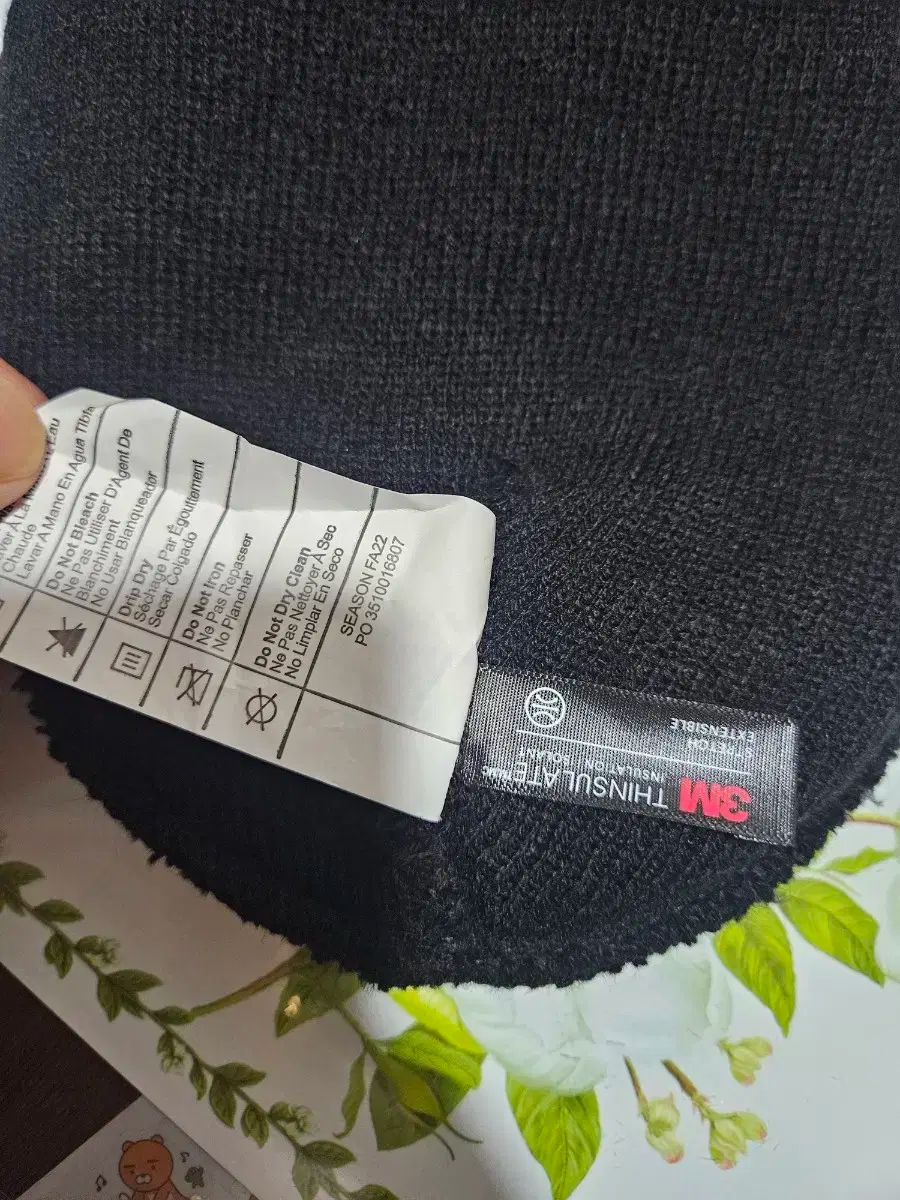 Eau
Chaude
Lavar A Mano En Agua Tibia
Do Not Bleach
Ne Pas Utiliser D'Agent De
Blanchiment
No Usar Blanqueador
Drip Dry
Séchage Par Égouttement
Secar Colgado
Do Not Iron
Ne Pas Repasser
No Planchar
Do Not Dry Clean
Ne Pas Nettoyer À Sec
No Limpiar En Seco
SEASON FA22
PO 3510016807
3M
THINSULATE
INSULATION
STRETCH
EXTENSIBLE